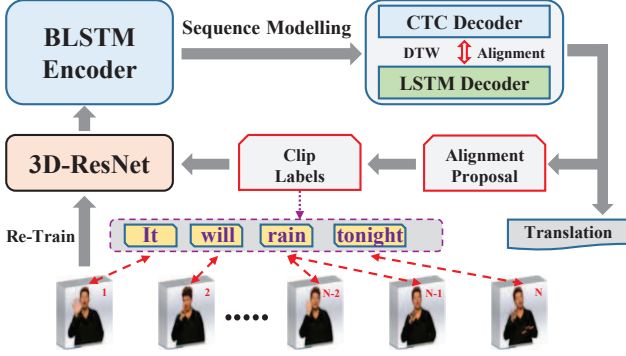 BLSTM
Encoder
Sequence Modelling
CTC Decoder
DTW
Alignment
LSTM Decoder
3D-ResNet
Clip
Labels
Alignment
Proposal
Re-Train
It
will
rain
tonight
Translation
1
2
N-2
N-1
N